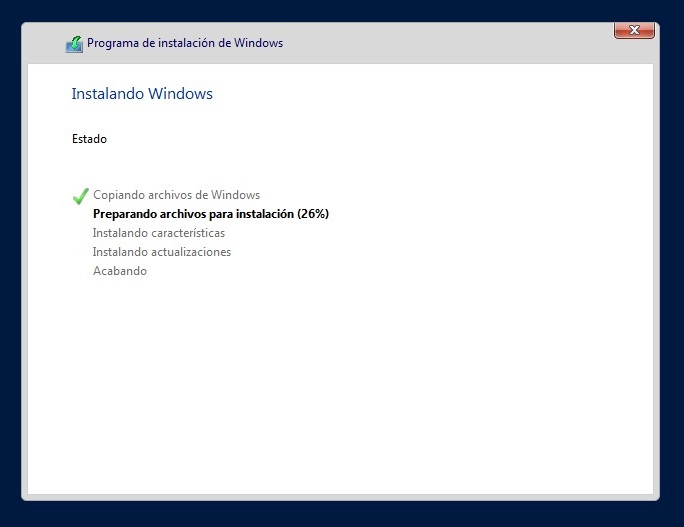 Programa de instalación de Windows
Instalando Windows
Estado
Copiando archivos de Windows
Preparando archivos para instalación (26%)
Instalando características
Instalando actualizaciones
Acabando